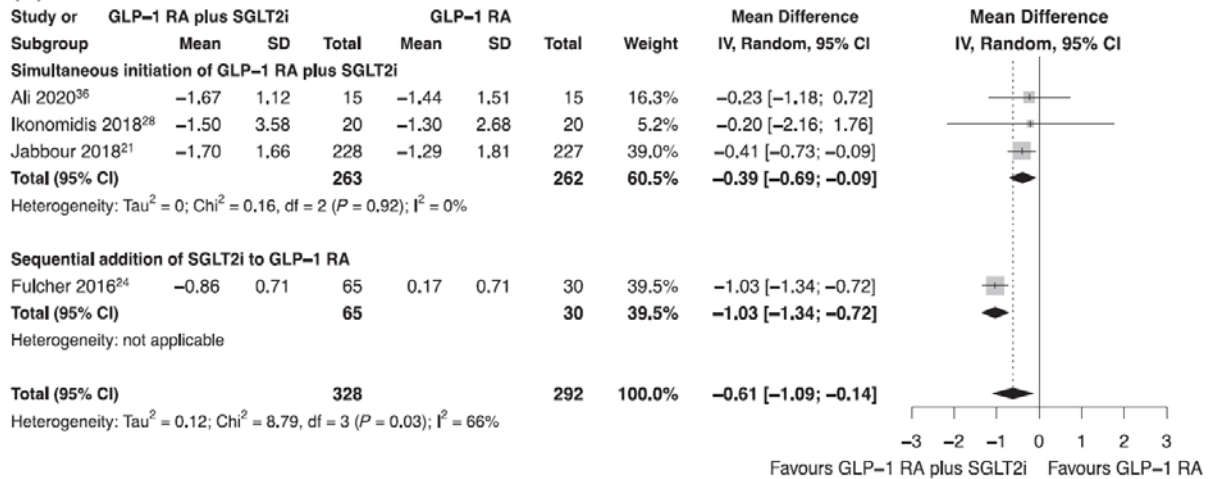 Study or GLP–1 RA plus SGLT2i GLP–1 RA Mean Difference Mean Difference
Subgroup Mean SD Total Mean SD Total Weight IV, Random, 95% CI IV, Random, 95% CI
Simultaneous initiation of GLP–1 RA plus SGLT2i
Ali 2020³⁶ −1.67 1.12 15 −1.44 1.51 15 16.3% −0.23 [−1.18; 0.72]
Ikonomidis 2018²⁸ −1.50 3.58 20 −1.30 2.68 20 5.2% −0.20 [−2.16; 1.76]
Jabbour 2018²¹ −1.70 1.66 228 −1.29 1.81 227 39.0% −0.41 [−0.73; −0.09]
Total (95% CI) 263 262 60.5% −0.39 [−0.69; −0.09]
Heterogeneity: Tau² = 0; Chi² = 0.16, df = 2 (P = 0.92); I² = 0%
Sequential addition of SGLT2i to GLP–1 RA
Fulcher 2016²⁴ −0.86 0.71 65 0.17 0.71 30 39.5% −1.03 [−1.34; −0.72]
Total (95% CI) 65 30 39.5% −1.03 [−1.34; −0.72]
Heterogeneity: not applicable
Total (95% CI) 328 292 100.0% −0.61 [−1.09; −0.14]
Heterogeneity: Tau² = 0.12; Chi² = 8.79, df = 3 (P = 0.03); I² = 66%
−3 −2 −1 0 1 2 3
Favours GLP–1 RA plus SGLT2i Favours GLP–1 RA